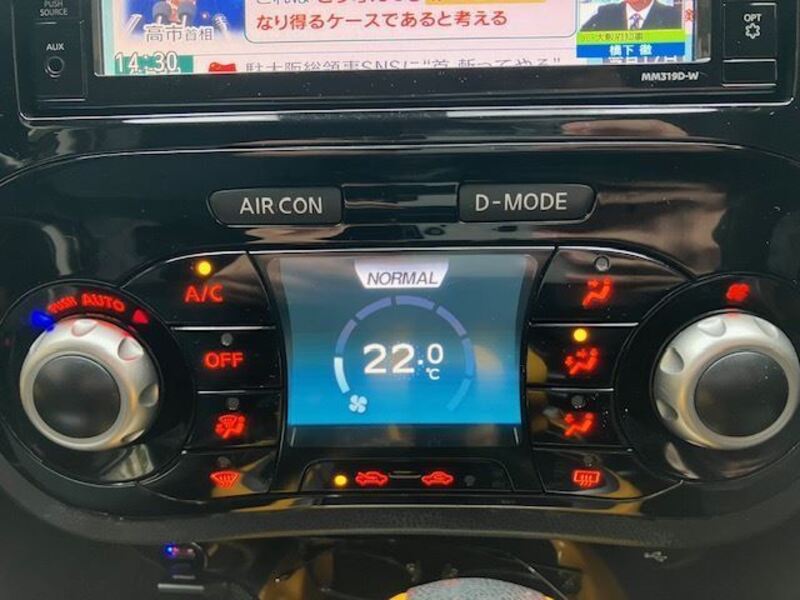 PUSH
SOURCE
AUX
なり得るケースであると考える
高市首相
橋下 徹
14:30
駐大阪総領事SNSに"首 斬ってやる"
OPT
MM319D-W
AIR CON
D-MODE
PUSH AUTO
A/C
OFF
NORMAL
22.0
℃